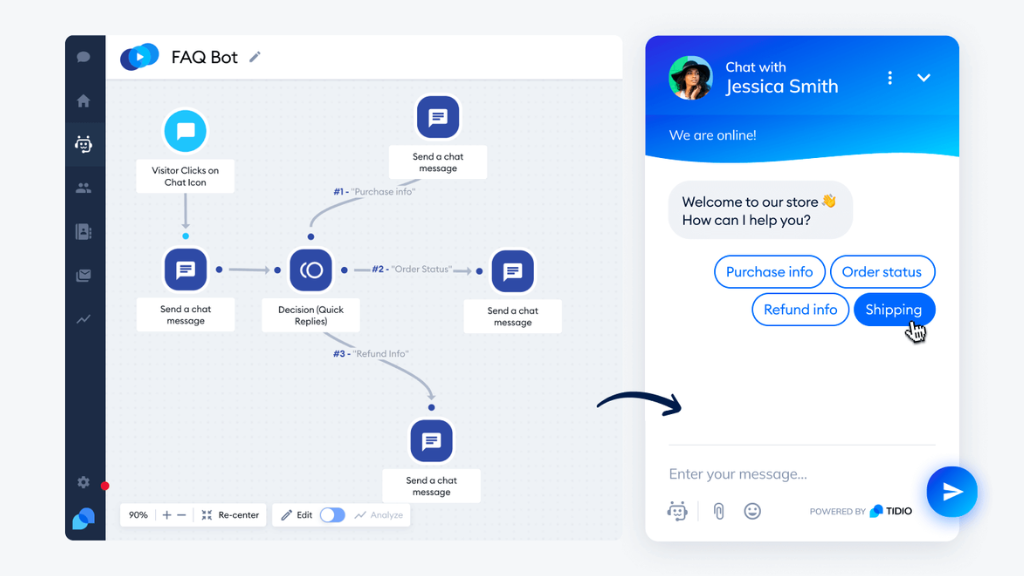 FAQ Bot
Visitor Clicks on
Chat Icon
Send a chat
message
#1 - "Purchase info"
Send a chat
message
Decision (Quick
Replies)
#2 - "Order Status"
Send a chat
message
#3 - "Refund Info"
Send a chat
message
90%
Re-center
Edit
Analyze
Chat with
Jessica Smith
We are online!
Welcome to our store 👋
How can I help you?
Purchase info
Order status
Refund info
Shipping
Enter your message...
POWERED BY TIDIO